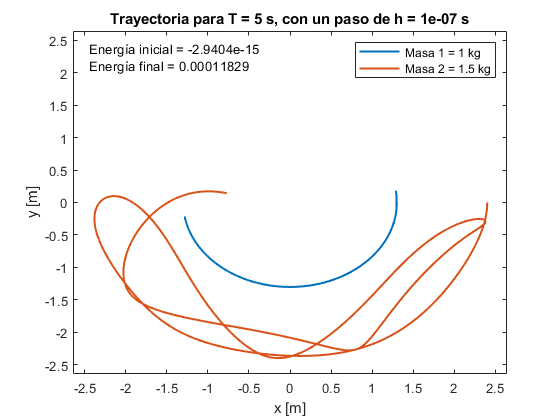 Trayectoria para T = 5 s, con un paso de h = 1e-07 s
Energía inicial = -2.9404e-15
Energía final = 0.00011829
Masa 1 = 1 kg
Masa 2 = 1.5 kg
y [m]
2.5
2
1.5
1
0.5
0
-0.5
-1
-1.5
-2
-2.5
-2.5 -2 -1.5 -1 -0.5 0 0.5 1 1.5 2 2.5
x [m]